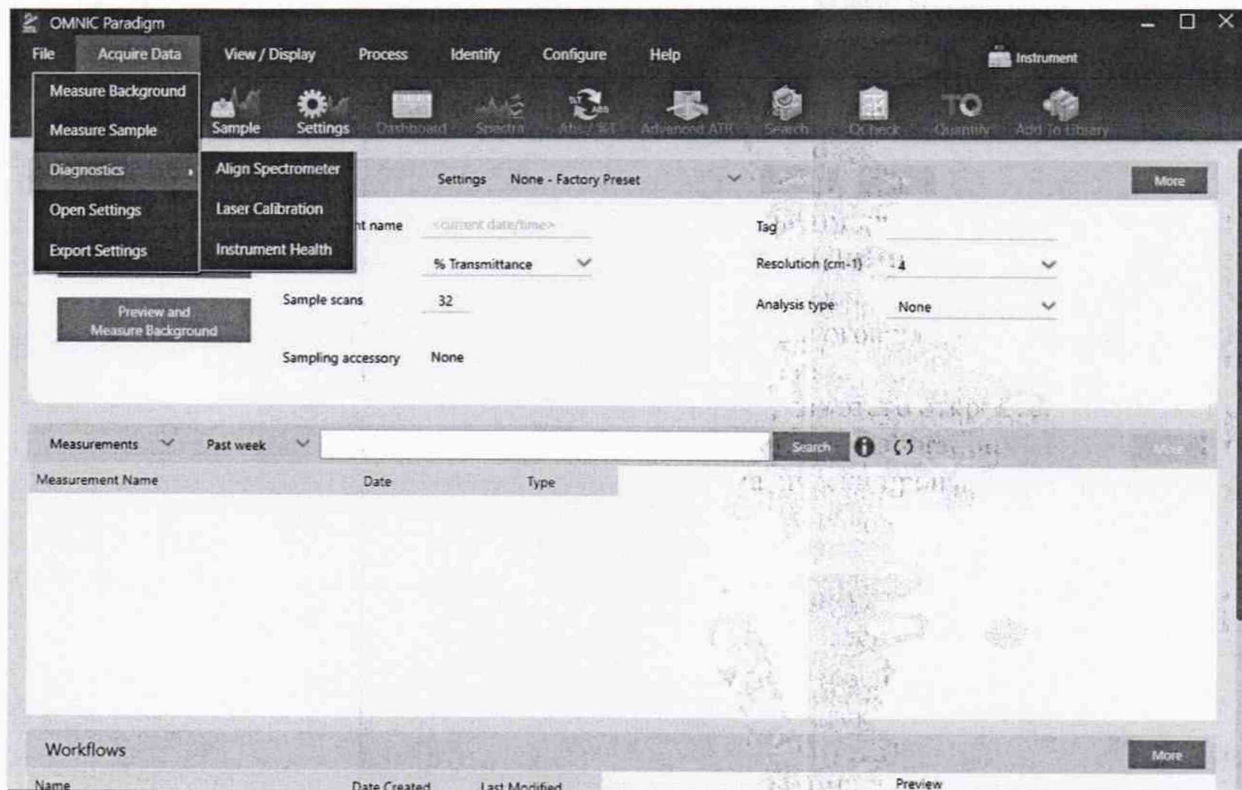 OMNIC Paradigm
File Acquire Data View / Display Process Identify Configure Help Instrument
Measure Background
Measure Sample
Diagnostics
Open Settings
Export Settings
Align Spectrometer
Laser Calibration
Instrument Health
Sample Settings Dashboard Spectra Abs / %T Advanced ATR Search QCheck Quantify Add To Library
Settings None - Factory Preset More
nt name <current date/time> Tag
% Transmittance Resolution (cm-1) 4
Sample scans 32 Analysis type None
Preview and
Measure Background
Sampling accessory None
Measurements Past week Search More
Measurement Name Date Type
Workflows More
Name Date Created Last Modified Preview